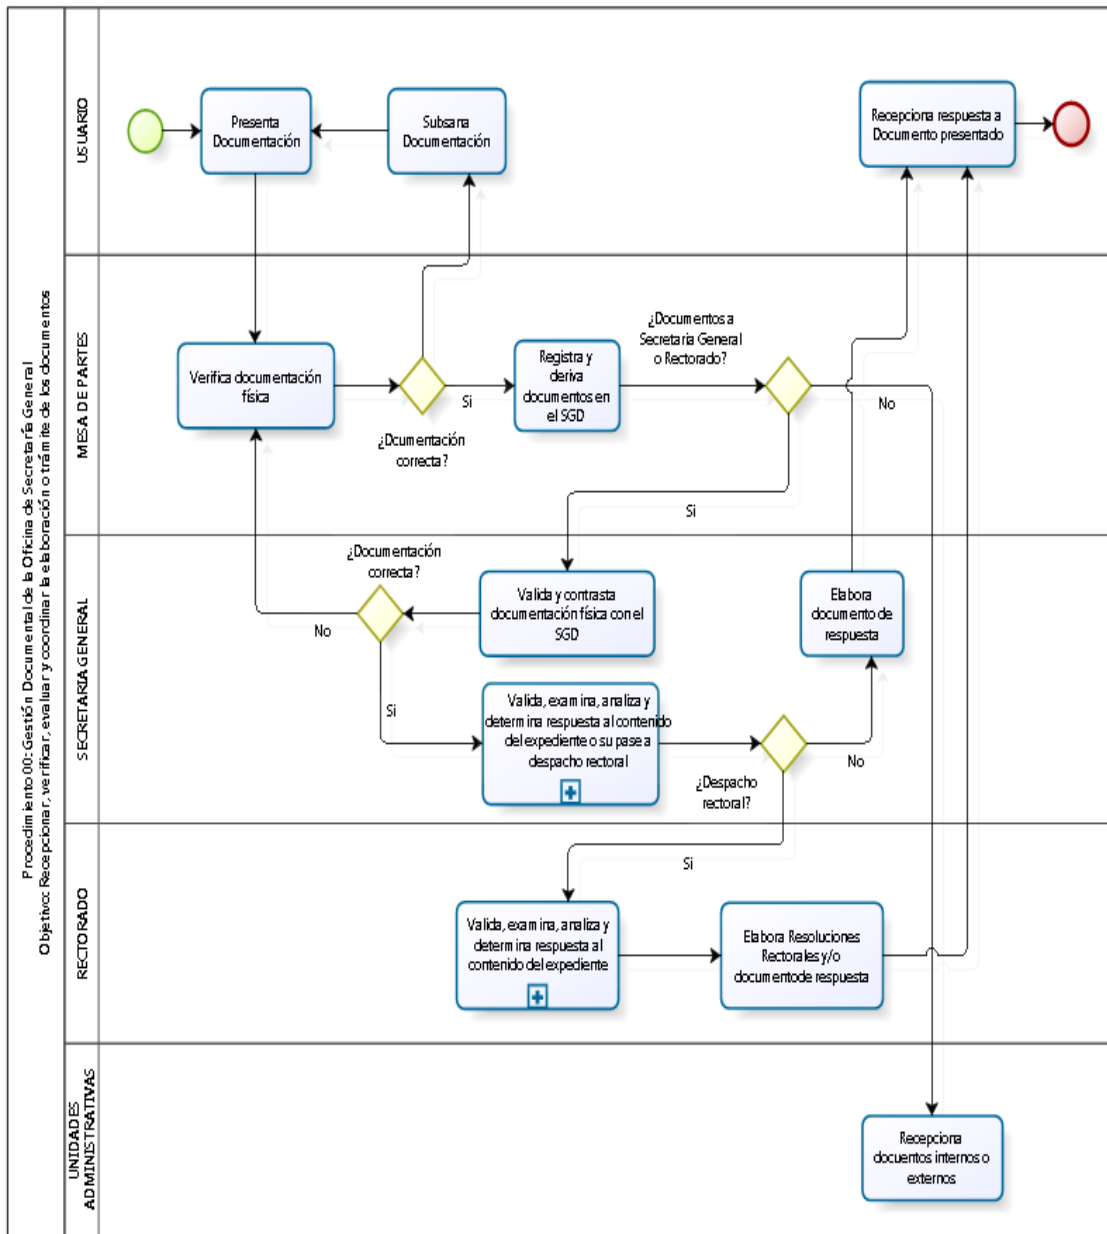 Procedimiento 00: Gestión Documental de la Oficina de Secretaría General
Objetivo: Recepcionar, verificar, evaluar y coordinar la elaboración o trámite de los documentos
USUARIO
Presenta
Documentación
Subsana
Documentación
Recepciona respuesta a
Documento presentado
MESA DE PARTES
Verifica documentación
física
¿Dcumentación
correcta?
Si
Registra y
deriva
documentos en
el SGD
¿Documentos a
Secretaría General
o Rectorado?
No
Si
SECRETARIA GENERAL
¿Documentación
correcta?
No
Si
Valida y contrasta
documentación física con el
SGD
Elabora
documento de
respuesta
Valida, examina, analiza y
determina respuesta al contenido
del expediente o su pase a
despacho rectoral
¿Despacho
rectoral?
No
Si
RECTORADO
Valida, examina, analiza y
determina respuesta al
contenido del expediente
Elabora Resoluciones
Rectorales y/o
documentode respuesta
UNIDADES
ADMINISTRATIVAS
Recepciona
docuentos internos o
externos